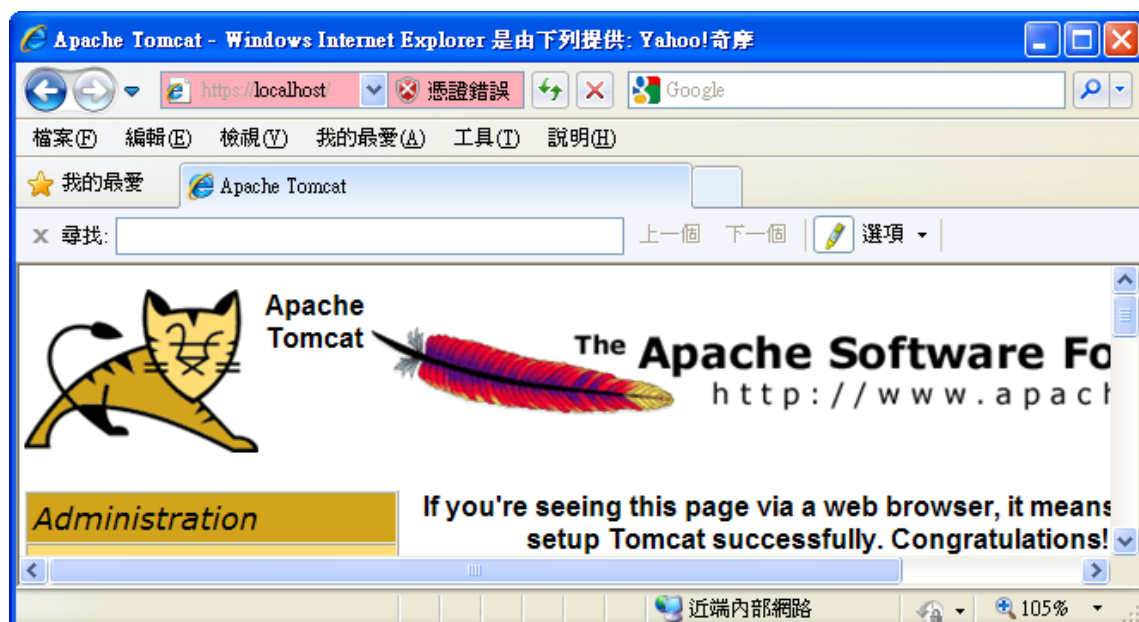 Apache Tomcat - Windows Internet Explorer 是由下列提供: Yahoo!奇摩
https://localhost/ 憑證錯誤 Google
檔案(F) 編輯(E) 檢視(V) 我的最愛(A) 工具(T) 說明(H)
我的最愛 Apache Tomcat
尋找: 上一個 下一個 選項
Apache
Tomcat
The Apache Software Fo
http://www.apach
Administration
If you're seeing this page via a web browser, it means
setup Tomcat successfully. Congratulations!
近端內部網路 105%